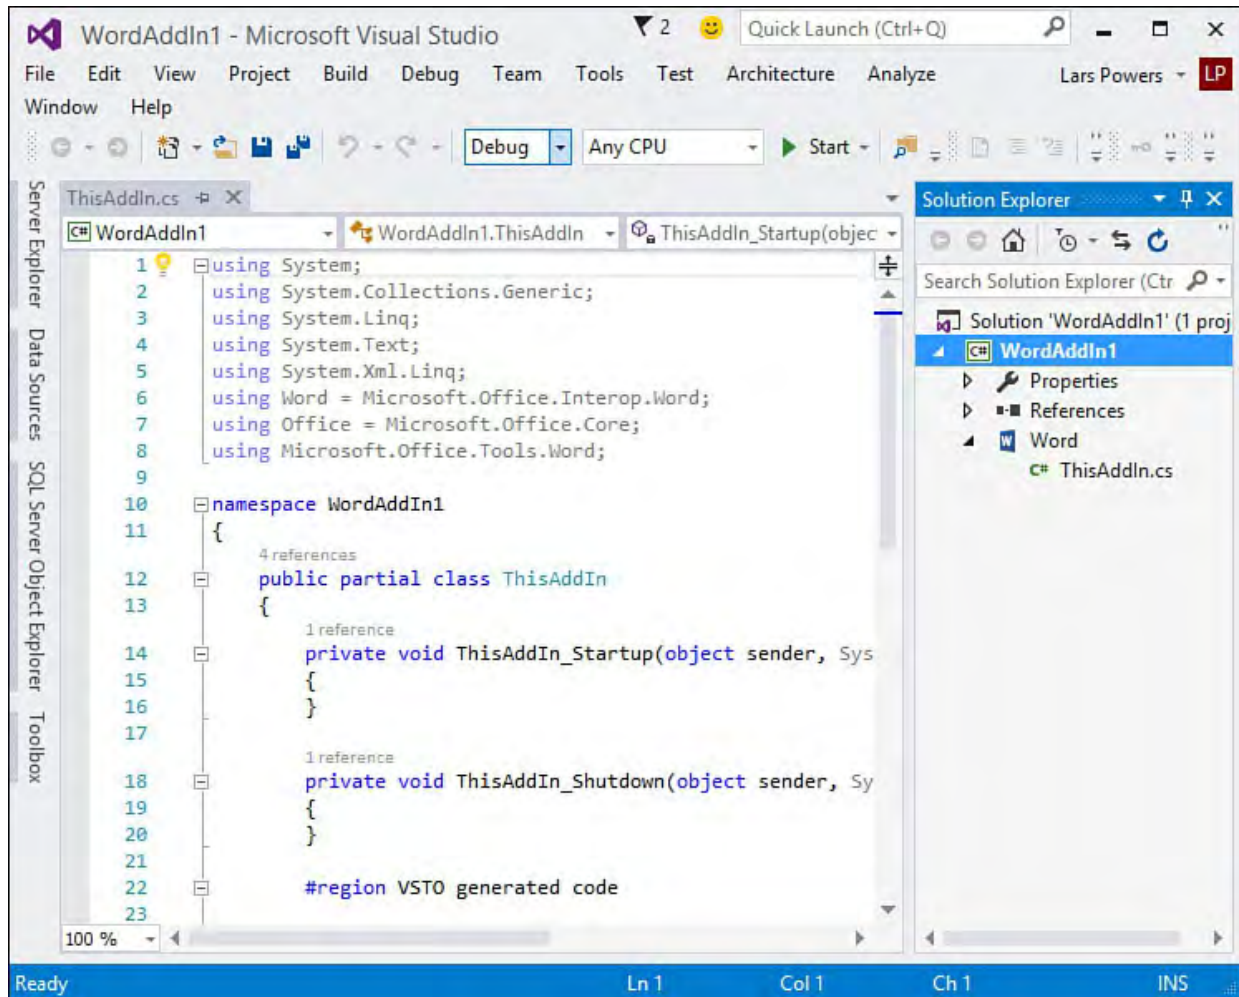 WordAddIn1 - Microsoft Visual Studio
2
Quick Launch (Ctrl+Q)
File Edit View Project Build Debug Team Tools Test Architecture Analyze
Lars Powers LP
Window Help
Debug Any CPU Start
Server Explorer
Data Sources
SQL Server Object Explorer
Toolbox
ThisAddIn.cs
C# WordAddIn1 WordAddIn1.ThisAddIn ThisAddIn_Startup(objec
1 using System;
2 using System.Collections.Generic;
3 using System.Linq;
4 using System.Text;
5 using System.Xml.Linq;
6 using Word = Microsoft.Office.Interop.Word;
7 using Office = Microsoft.Office.Core;
8 using Microsoft.Office.Tools.Word;
9
10 namespace WordAddIn1
11 {
4 references
12 public partial class ThisAddIn
13 {
1 reference
14 private void ThisAddIn_Startup(object sender, Sys
15 {
16 }
17
1 reference
18 private void ThisAddIn_Shutdown(object sender, Sy
19 {
20 }
21
22 #region VSTO generated code
23
100 %
Solution Explorer
Search Solution Explorer (Ctr
Solution 'WordAddIn1' (1 proj
C# WordAddIn1
Properties
References
W Word
C# ThisAddIn.cs
Ready Ln 1 Col 1 Ch 1 INS